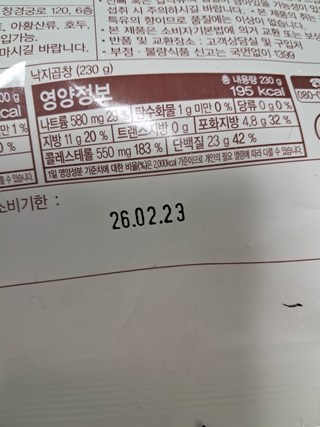 창경궁로 120, 6층
아황산류, 호두,
입가능.
마시길 바랍니다.
섭취 시 주의하시길 바랍니다.
특유의 향이므로 품질에는 이상이 없습니다.
• 본 제품은 소비자기본법에 의거 교환 또는 보상
• 반품 및 교환장소 : 고객상담실 및 구입처
• 부정·불량식품 신고는 국번없이 1399
낙지곱창 (230 g)
영양정보
총 내용량 230 g
195 kcal
나트륨 580 mg 29 % 탄수화물 1 g 미만 0 % 당류 0 g 0 %
지방 11 g 20 % 트랜스지방 0 g 포화지방 4.8 g 32 %
콜레스테롤 550 mg 183 % 단백질 23 g 42 %
1일 영양성분 기준치에 대한 비율(%)은 2,000 kcal 기준이므로 개인의 필요 열량에 따라 다를 수 있습니다.
소비기한 :
26.02.23